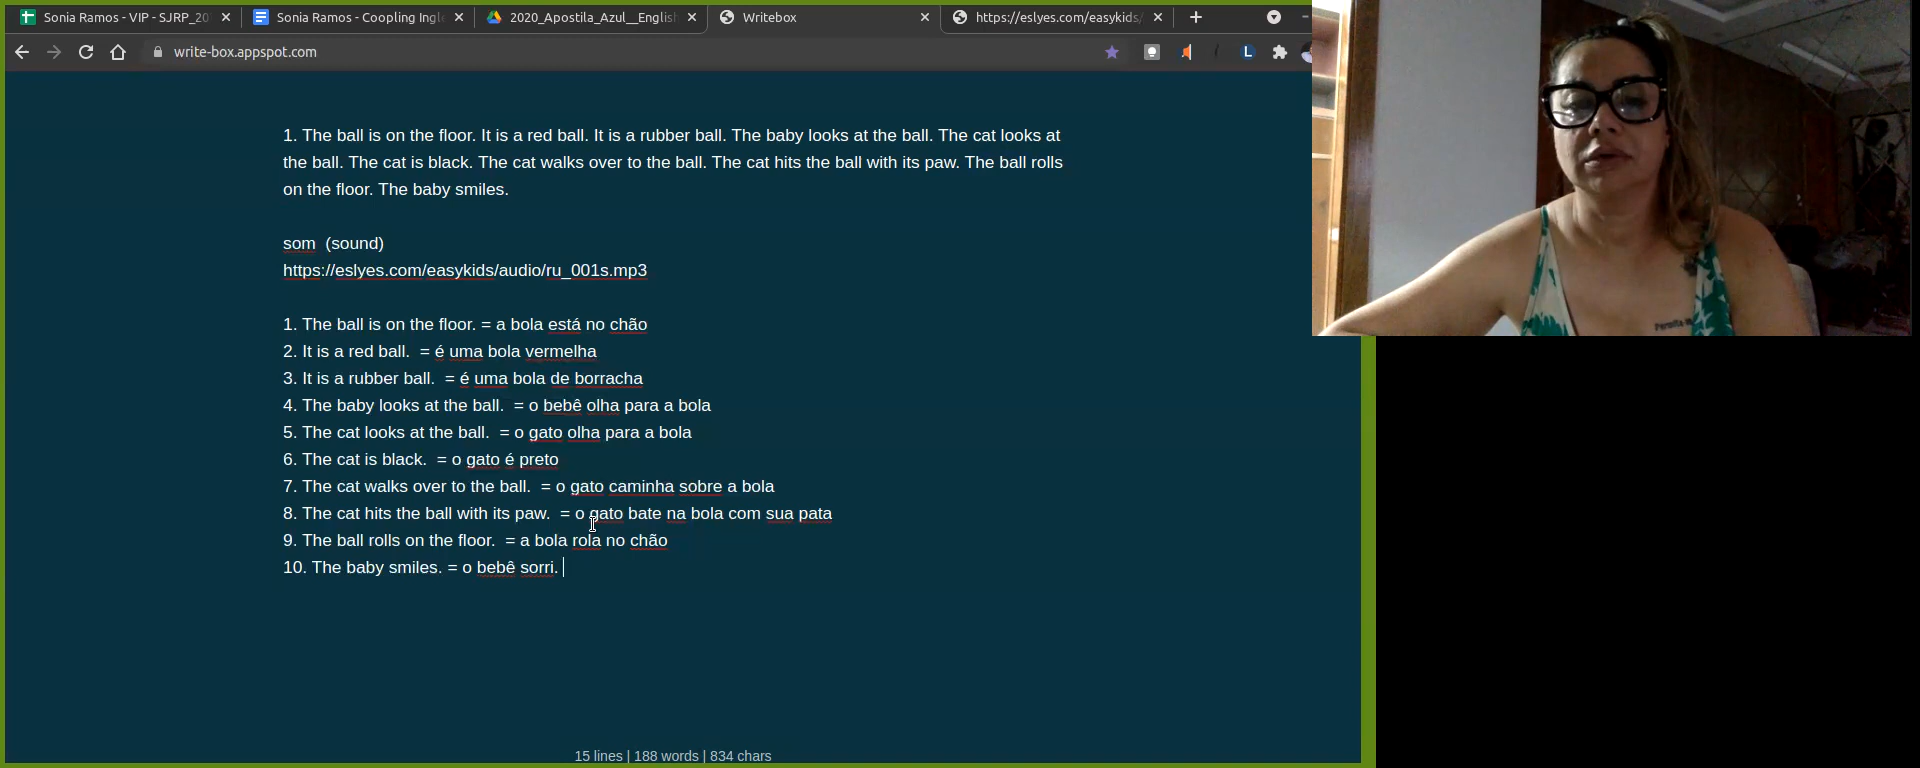 Sonia Ramos - VIP - SJRP_20
Sonia Ramos - Coopling Ingl
2020_Apostila_Azul__English
Writebox
https://eslyes.com/easykids/
write-box.appspot.com
1. The ball is on the floor. It is a red ball. It is a rubber ball. The baby looks at the ball. The cat looks at
the ball. The cat is black. The cat walks over to the ball. The cat hits the ball with its paw. The ball rolls
on the floor. The baby smiles.
som  (sound)
https://eslyes.com/easykids/audio/ru_001s.mp3
1. The ball is on the floor. = a bola está no chão
2. It is a red ball.  = é uma bola vermelha
3. It is a rubber ball.  = é uma bola de borracha
4. The baby looks at the ball.  = o bebê olha para a bola
5. The cat looks at the ball.  = o gato olha para a bola
6. The cat is black.  = o gato é preto
7. The cat walks over to the ball.  = o gato caminha sobre a bola
8. The cat hits the ball with its paw.  = o gato bate na bola com sua pata
9. The ball rolls on the floor.  = a bola rola no chão
10. The baby smiles. = o bebê sorri.
15 lines | 188 words | 834 chars